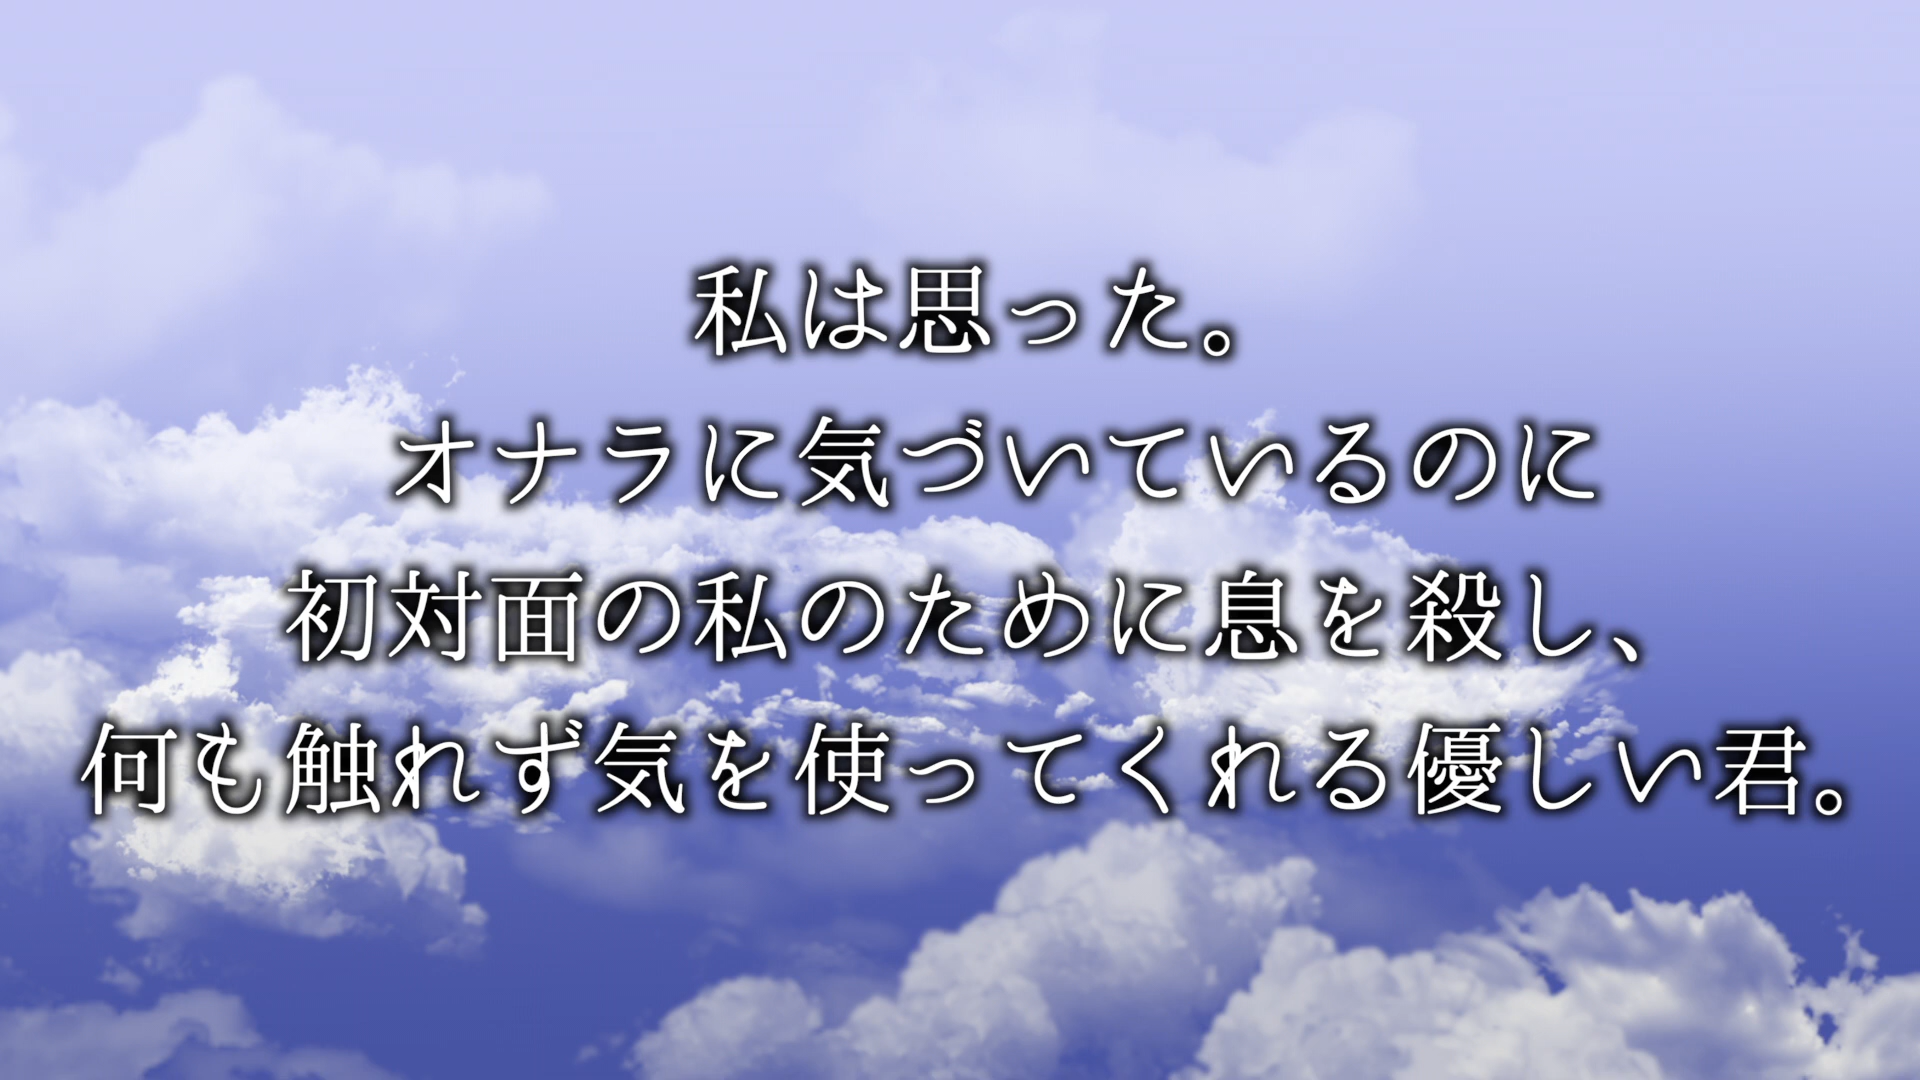 私は思った。
オナラに気づいているのに
初対面の私のために息を殺し、
何も触れず気を使ってくれる優しい君。